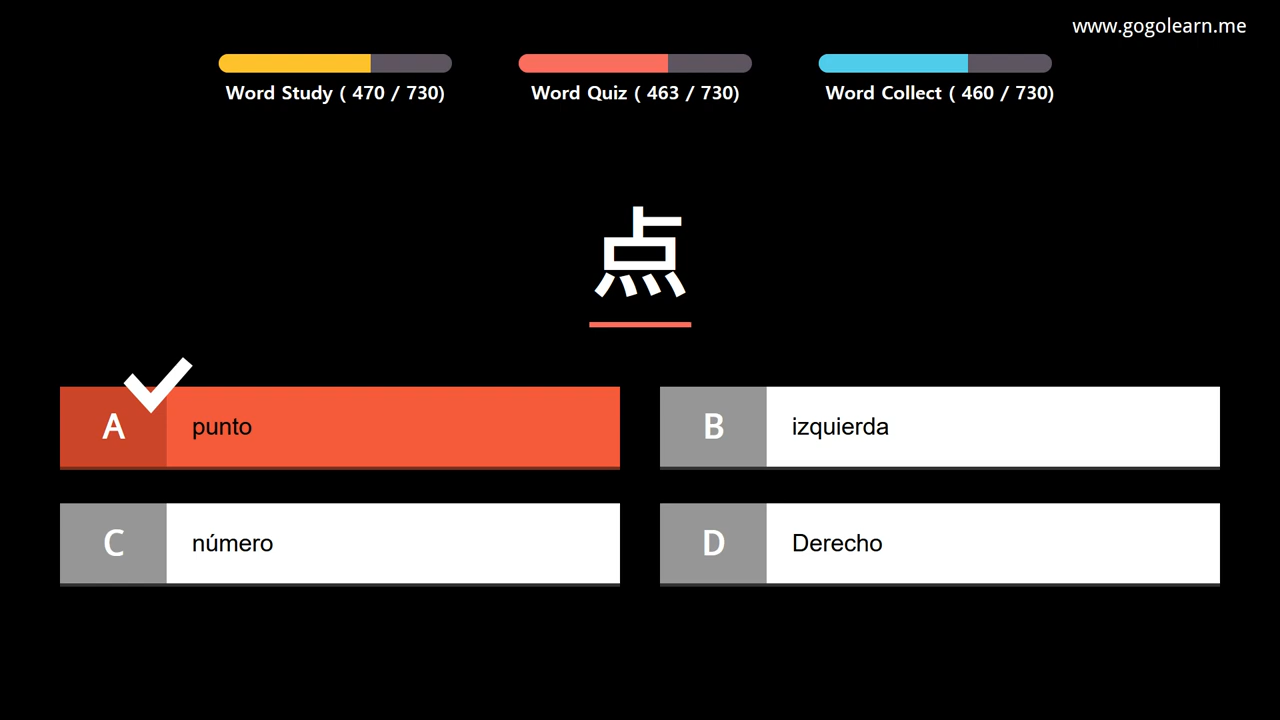 www.gogolearn.me
Word Study ( 470 / 730)
Word Quiz ( 463 / 730)
Word Collect ( 460 / 730)
点
A punto
B izquierda
C número
D Derecho